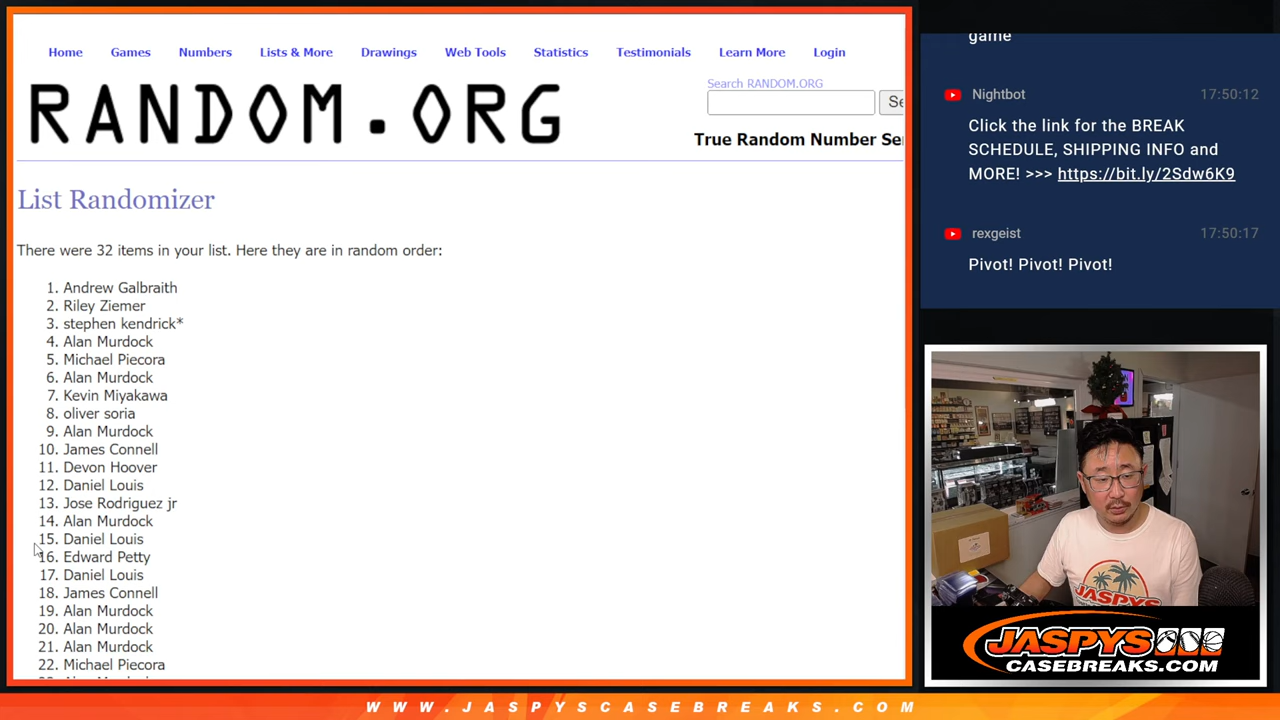 Home Games Numbers Lists & More Drawings Web Tools Statistics Testimonials Learn More Login
Search RANDOM.ORG
RANDOM.ORG
True Random Number Se
List Randomizer
There were 32 items in your list. Here they are in random order:
1. Andrew Galbraith
2. Riley Ziemer
3. stephen kendrick*
4. Alan Murdock
5. Michael Piecora
6. Alan Murdock
7. Kevin Miyakawa
8. oliver soria
9. Alan Murdock
10. James Connell
11. Devon Hoover
12. Daniel Louis
13. Jose Rodriguez jr
14. Alan Murdock
15. Daniel Louis
16. Edward Petty
17. Daniel Louis
18. James Connell
19. Alan Murdock
20. Alan Murdock
21. Alan Murdock
22. Michael Piecora
game
Nightbot 17:50:12
Click the link for the BREAK
SCHEDULE, SHIPPING INFO and
MORE! >>> https://bit.ly/2Sdw6K9
rexgeist 17:50:17
Pivot! Pivot! Pivot!
JASPYS
JASPYS
CASEBREAKS.COM
WWW.JASPYSCASEBREAKS.COM